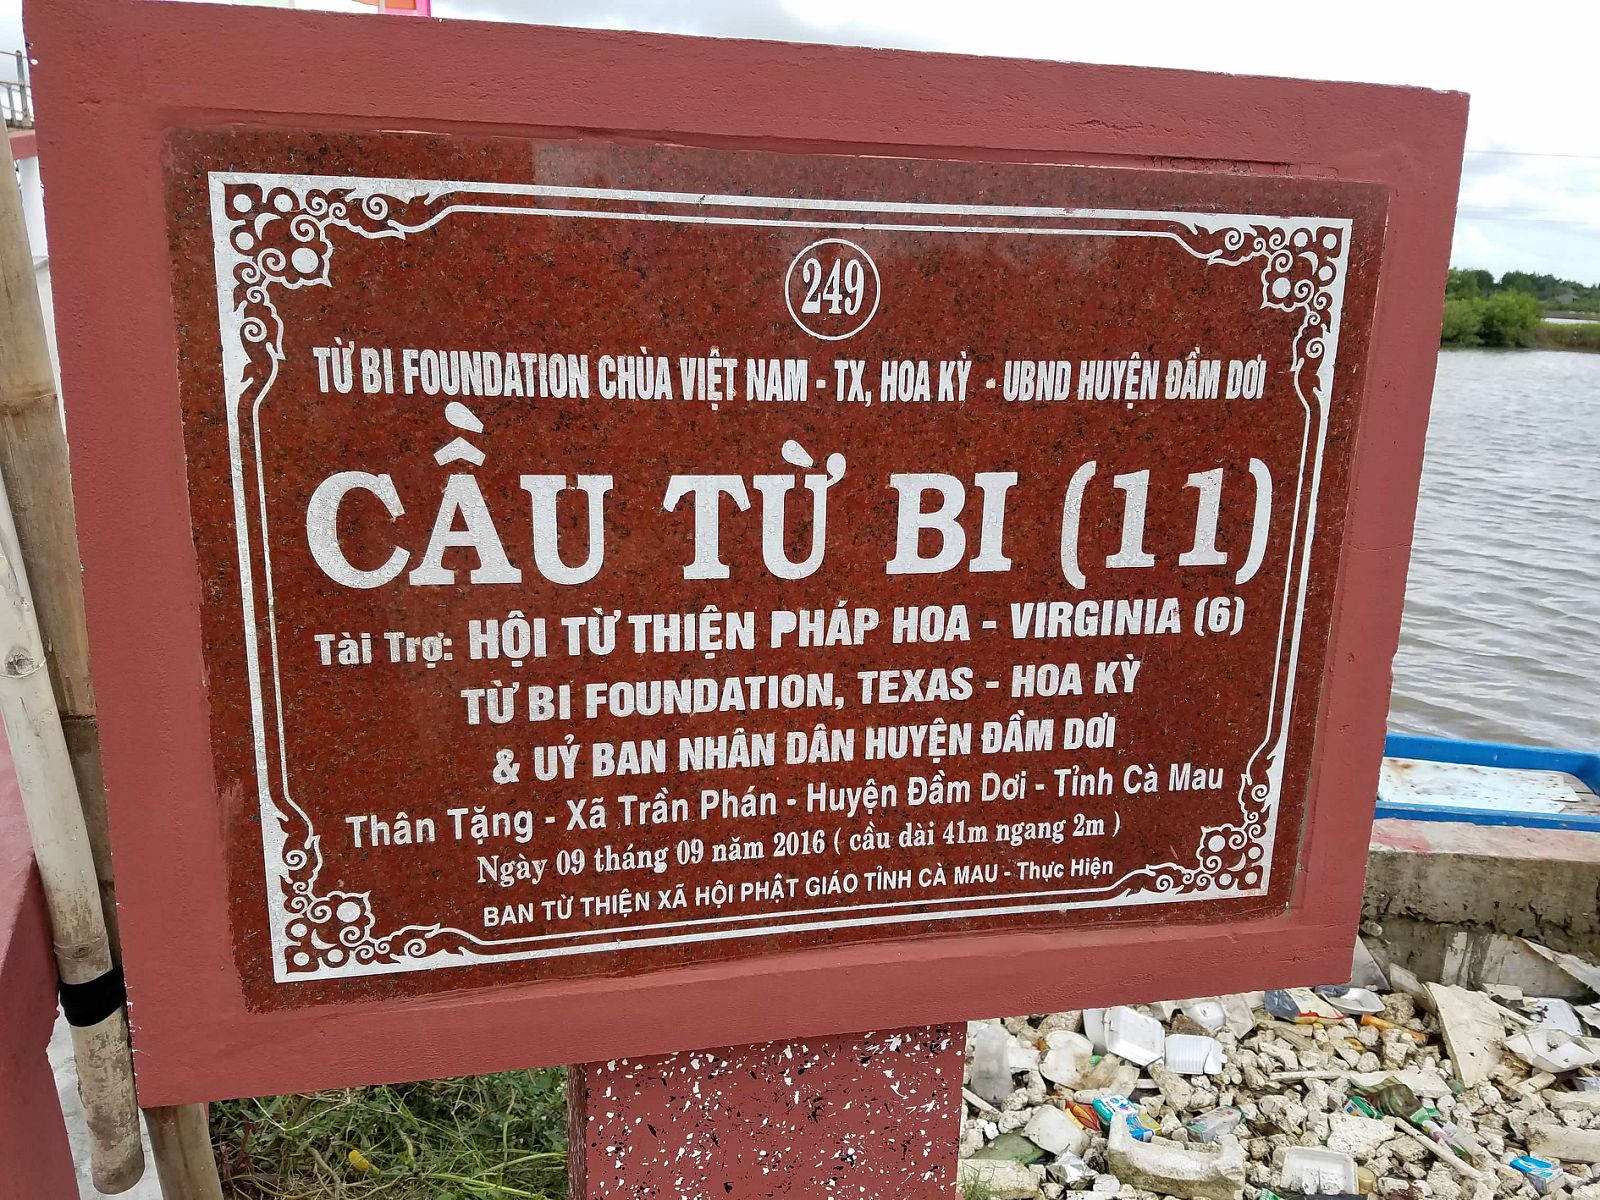 249
TỪ BI FOUNDATION CHÙA VIỆT NAM - TX, HOA KỲ - UBND HUYỆN ĐẦM DƠI
CẦU TỪ BI (11)
Tài Trợ: HỘI TỪ THIỆN PHÁP HOA - VIRGINIA (6)
TỪ BI FOUNDATION, TEXAS - HOA KỲ
& UỶ BAN NHÂN DÂN HUYỆN ĐẦM DƠI
Thân Tặng - Xã Trần Phán - Huyện Đầm Dơi - Tỉnh Cà Mau
Ngày 09 tháng 09 năm 2016 ( cầu dài 41m ngang 2m )
BAN TỪ THIỆN XÃ HỘI PHẬT GIÁO TỈNH CÀ MAU - Thực Hiện